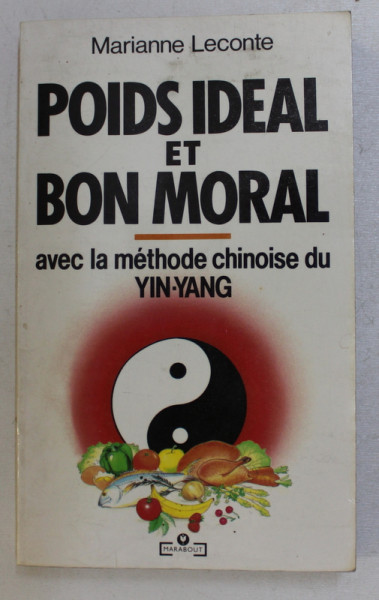 Marianne Leconte
POIDS IDEAL
ET
BON MORAL
avec la méthode chinoise du
YIN-YANG
MARABOUT